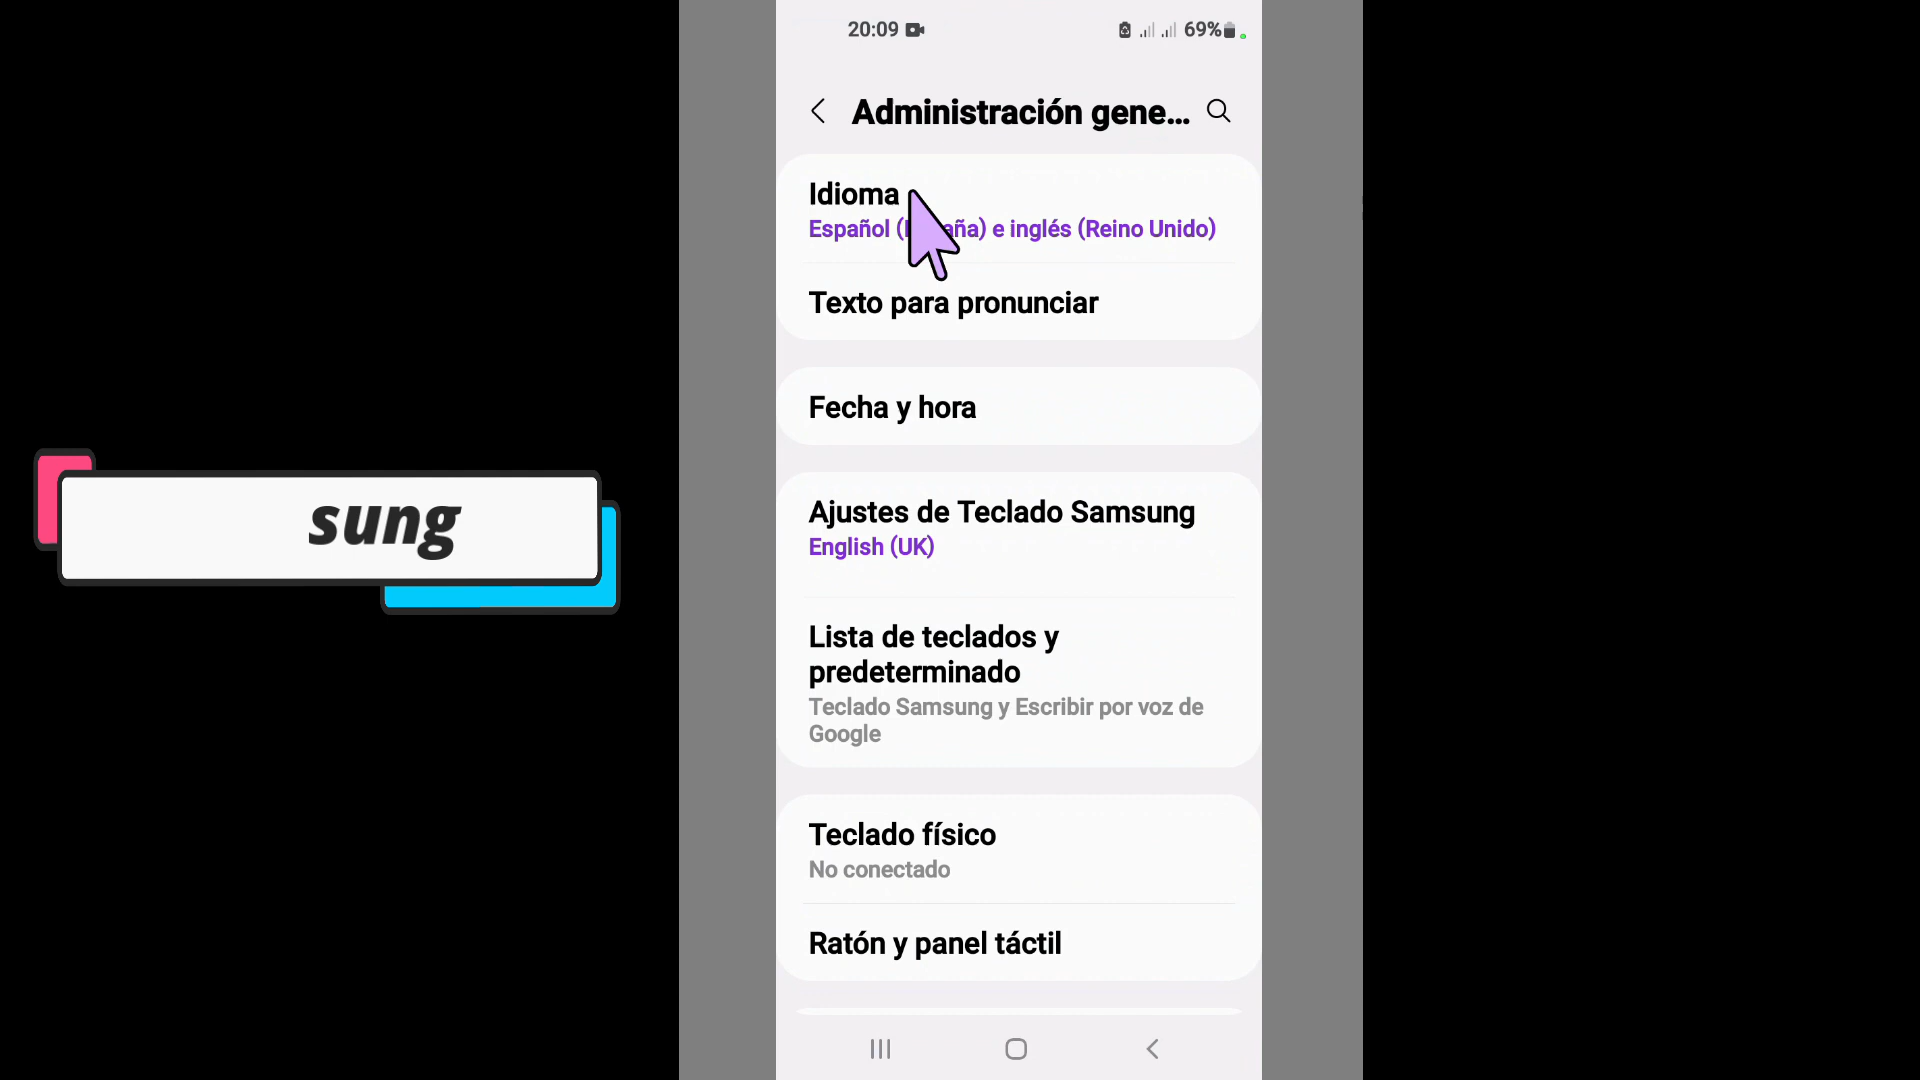 20:09
69%
Administración gene...
Idioma
Español (España) e inglés (Reino Unido)
Texto para pronunciar
Fecha y hora
sung
Ajustes de Teclado Samsung
English (UK)
Lista de teclados y
predeterminado
Teclado Samsung y Escribir por voz de
Google
Teclado físico
No conectado
Ratón y panel táctil